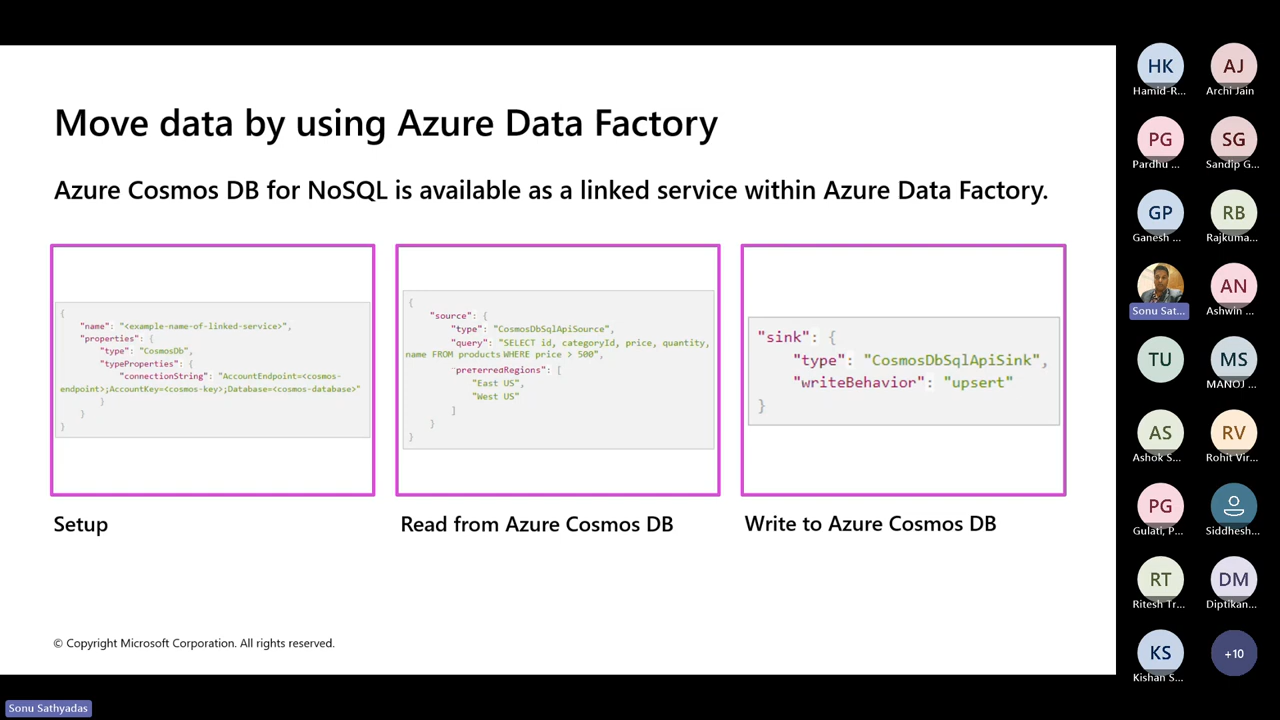 Move data by using Azure Data Factory
Azure Cosmos DB for NoSQL is available as a linked service within Azure Data Factory.
{
"name": "<example-name-of-linked-service>",
"properties": {
"type": "CosmosDb",
"typeProperties": {
"connectionString": "AccountEndpoint=<cosmos-
endpoint>;AccountKey=<cosmos-key>;Database=<cosmos-database>"
}
}
}
Setup
{
"source": {
"type": "CosmosDbSqlApiSource",
"query": "SELECT id, categoryId, price, quantity,
name FROM products WHERE price > 500",
preferredRegions": [
"East US",
"West US"
]
}
}
Read from Azure Cosmos DB
"sink": {
"type": "CosmosDbSqlApiSink",
"writeBehavior": "upsert"
}
Write to Azure Cosmos DB
© Copyright Microsoft Corporation. All rights reserved.
Sonu Sathyadas
HK
Hamid-R...
AJ
Archi Jain
PG
Pardhu ...
SG
Sandip G...
GP
Ganesh ...
RB
Rajkuma...
Sonu Sat...
AN
Ashwin ...
TU
MS
MANOJ ...
AS
Ashok S...
RV
Rohit Vir...
PG
Gulati, P...
Siddhesh...
RT
Ritesh Tr...
DM
Diptikan...
KS
Kishan S...
+10